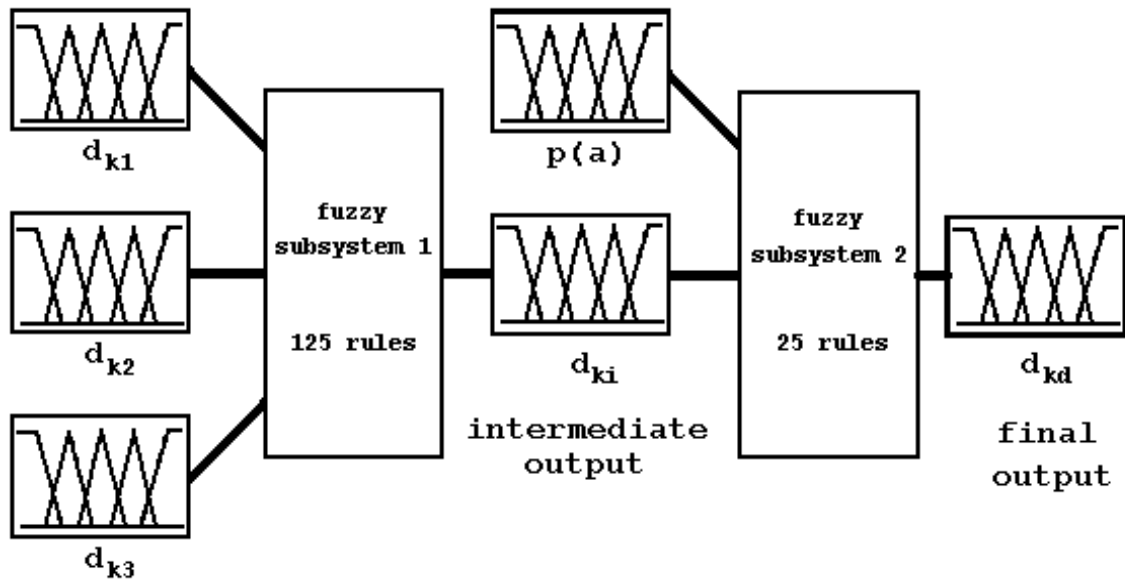 d_k1
d_k2
d_k3
fuzzy
subsystem 1
125 rules
p(a)
d_ki
intermediate
output
fuzzy
subsystem 2
25 rules
d_kd
final
output